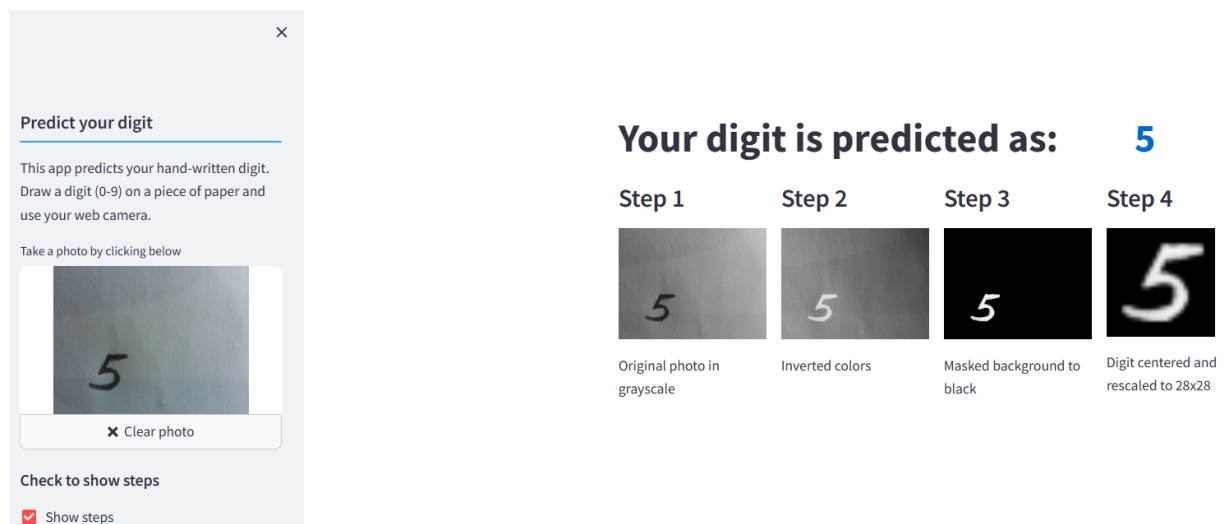 ×
Predict your digit
This app predicts your hand-written digit.
Draw a digit (0-9) on a piece of paper and
use your web camera.
Take a photo by clicking below
5
✖ Clear photo
Check to show steps
Show steps
Your digit is predicted as: 5
Step 1 Step 2 Step 3 Step 4
5 5 5 5
Original photo in
grayscale
Inverted colors
Masked background to
black
Digit centered and
rescaled to 28x28